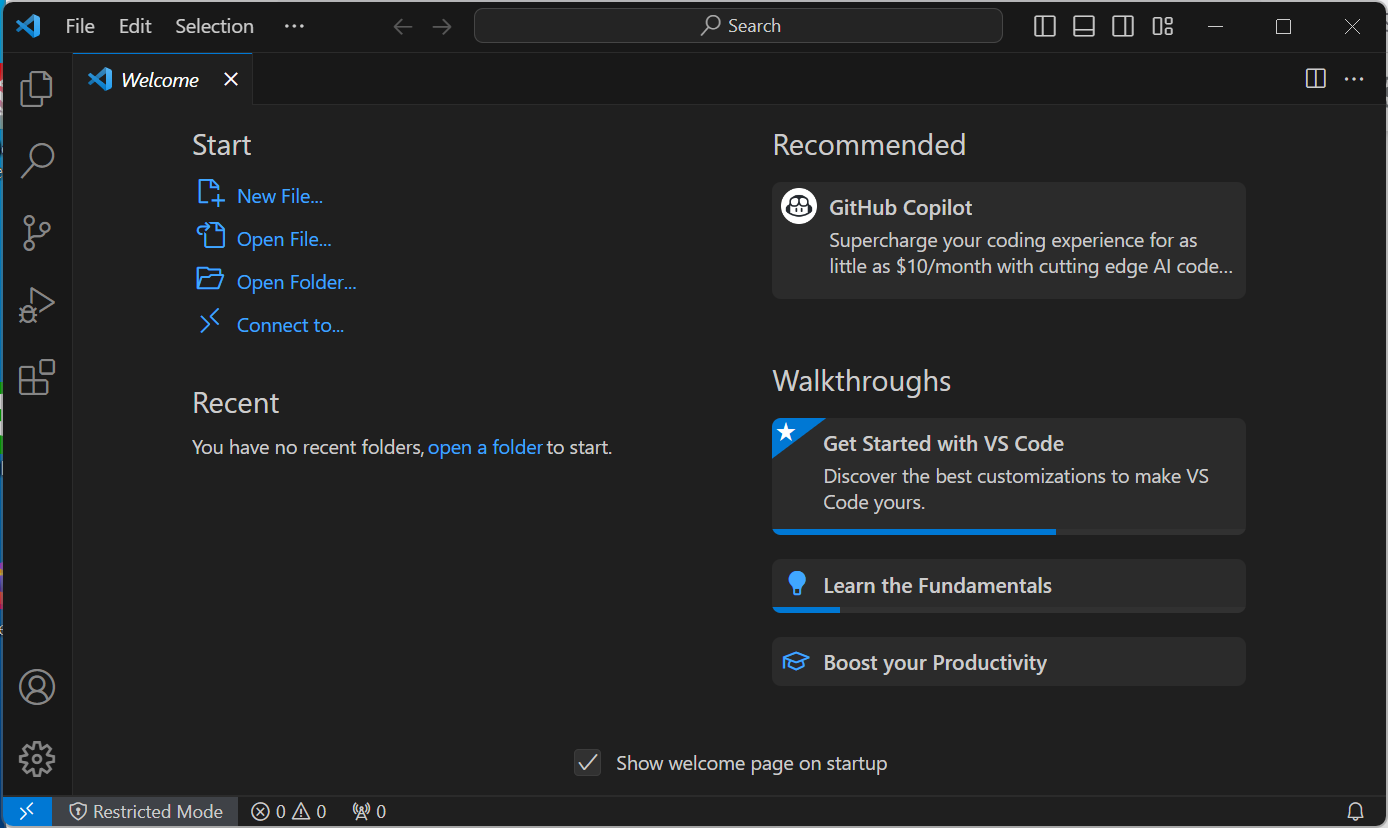 File Edit Selection ··· Search
Welcome
Start
New File...
Open File...
Open Folder...
Connect to...
Recent
You have no recent folders, open a folder to start.
Recommended
GitHub Copilot
Supercharge your coding experience for as
little as $10/month with cutting edge AI code...
Walkthroughs
Get Started with VS Code
Discover the best customizations to make VS
Code yours.
Learn the Fundamentals
Boost your Productivity
Show welcome page on startup
Restricted Mode 0 0 0